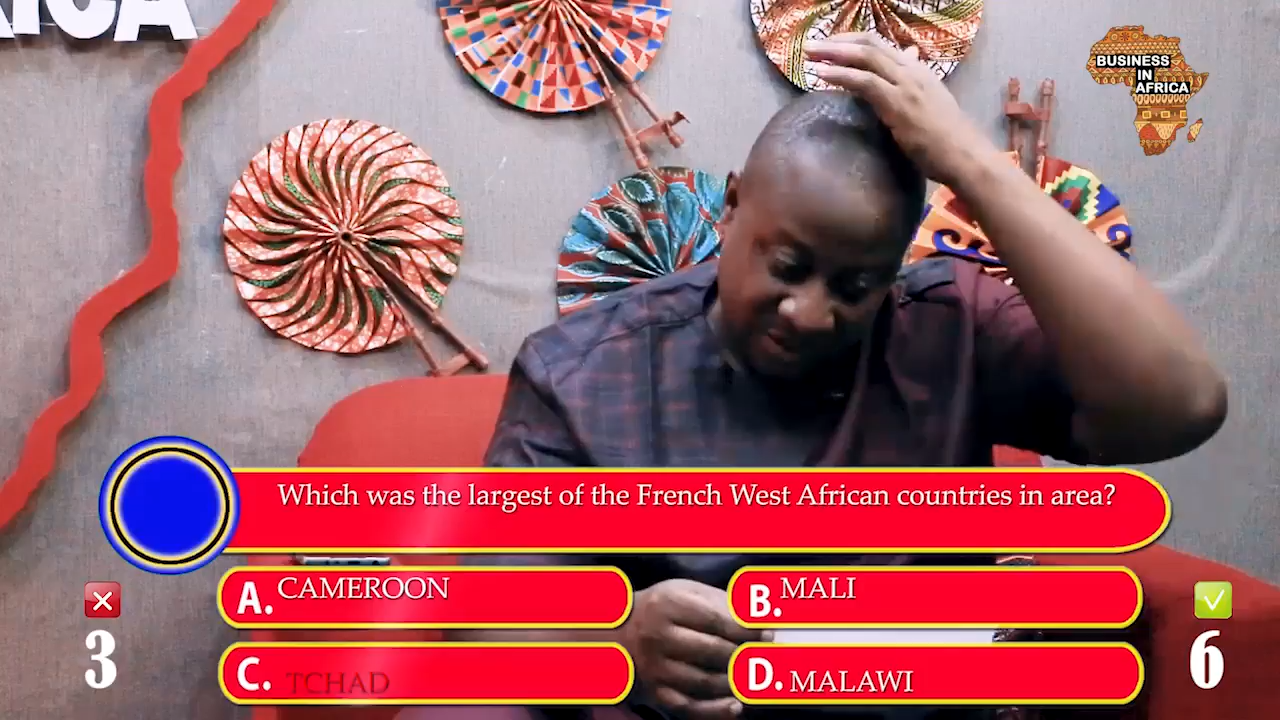 BUSINESS
IN
AFRICA
Which was the largest of the French West African countries in area?
A. CAMEROON
B. MALI
C. TCHAD
D. MALAWI
3
6